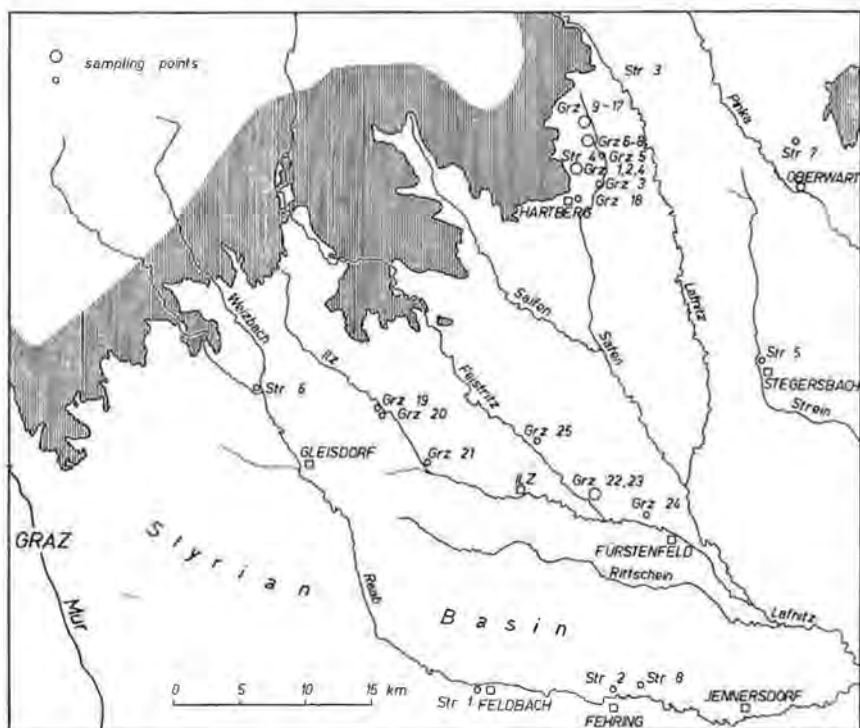 sampling points
Str 3
Pinka
Grz 9-17
Grz 6-8
Str 4
Grz 5
Grz 1,2,4
Grz 3
HARTBERG
Grz 18
Str 7
OBERWART
Lafnitz
Saifen
Safen
Weizbach
Ilz
Feistritz
Str 5
STEGERSBACH
Strein
Str 6
Grz 19
Grz 20
Grz 21
Grz 25
GLEISDORF
ILZ
Grz 22,23
Grz 24
FÜRSTENFELD
GRAZ
Mur
Styrian
Basin
Raab
Rittschein
Lafnitz
0 5 10 15 km
Str 1
FELDBACH
Str 2
Str 8
FEHRING
JENNERSDORF